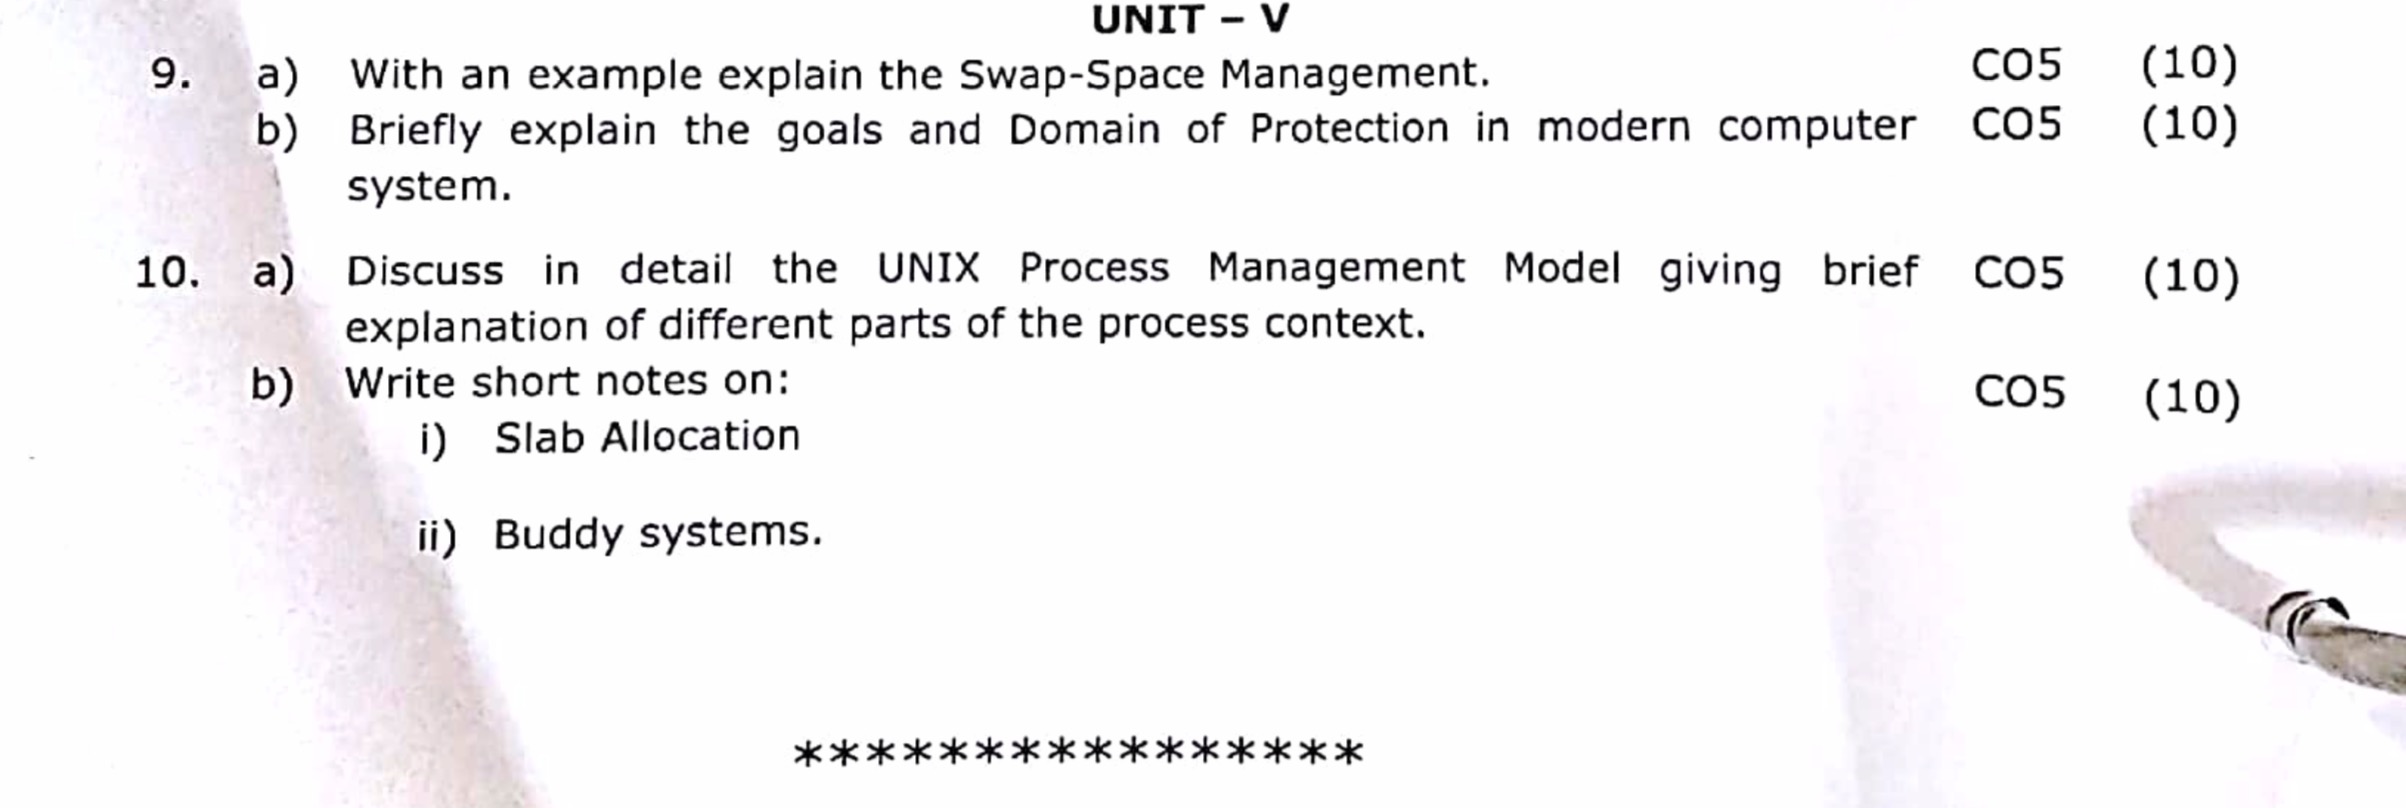 UNIT – V
9. a) With an example explain the Swap-Space Management. CO5 (10)
b) Briefly explain the goals and Domain of Protection in modern computer CO5 (10)
system.
10. a) Discuss in detail the UNIX Process Management Model giving brief CO5 (10)
explanation of different parts of the process context.
b) Write short notes on: CO5 (10)
i) Slab Allocation
ii) Buddy systems.
****************